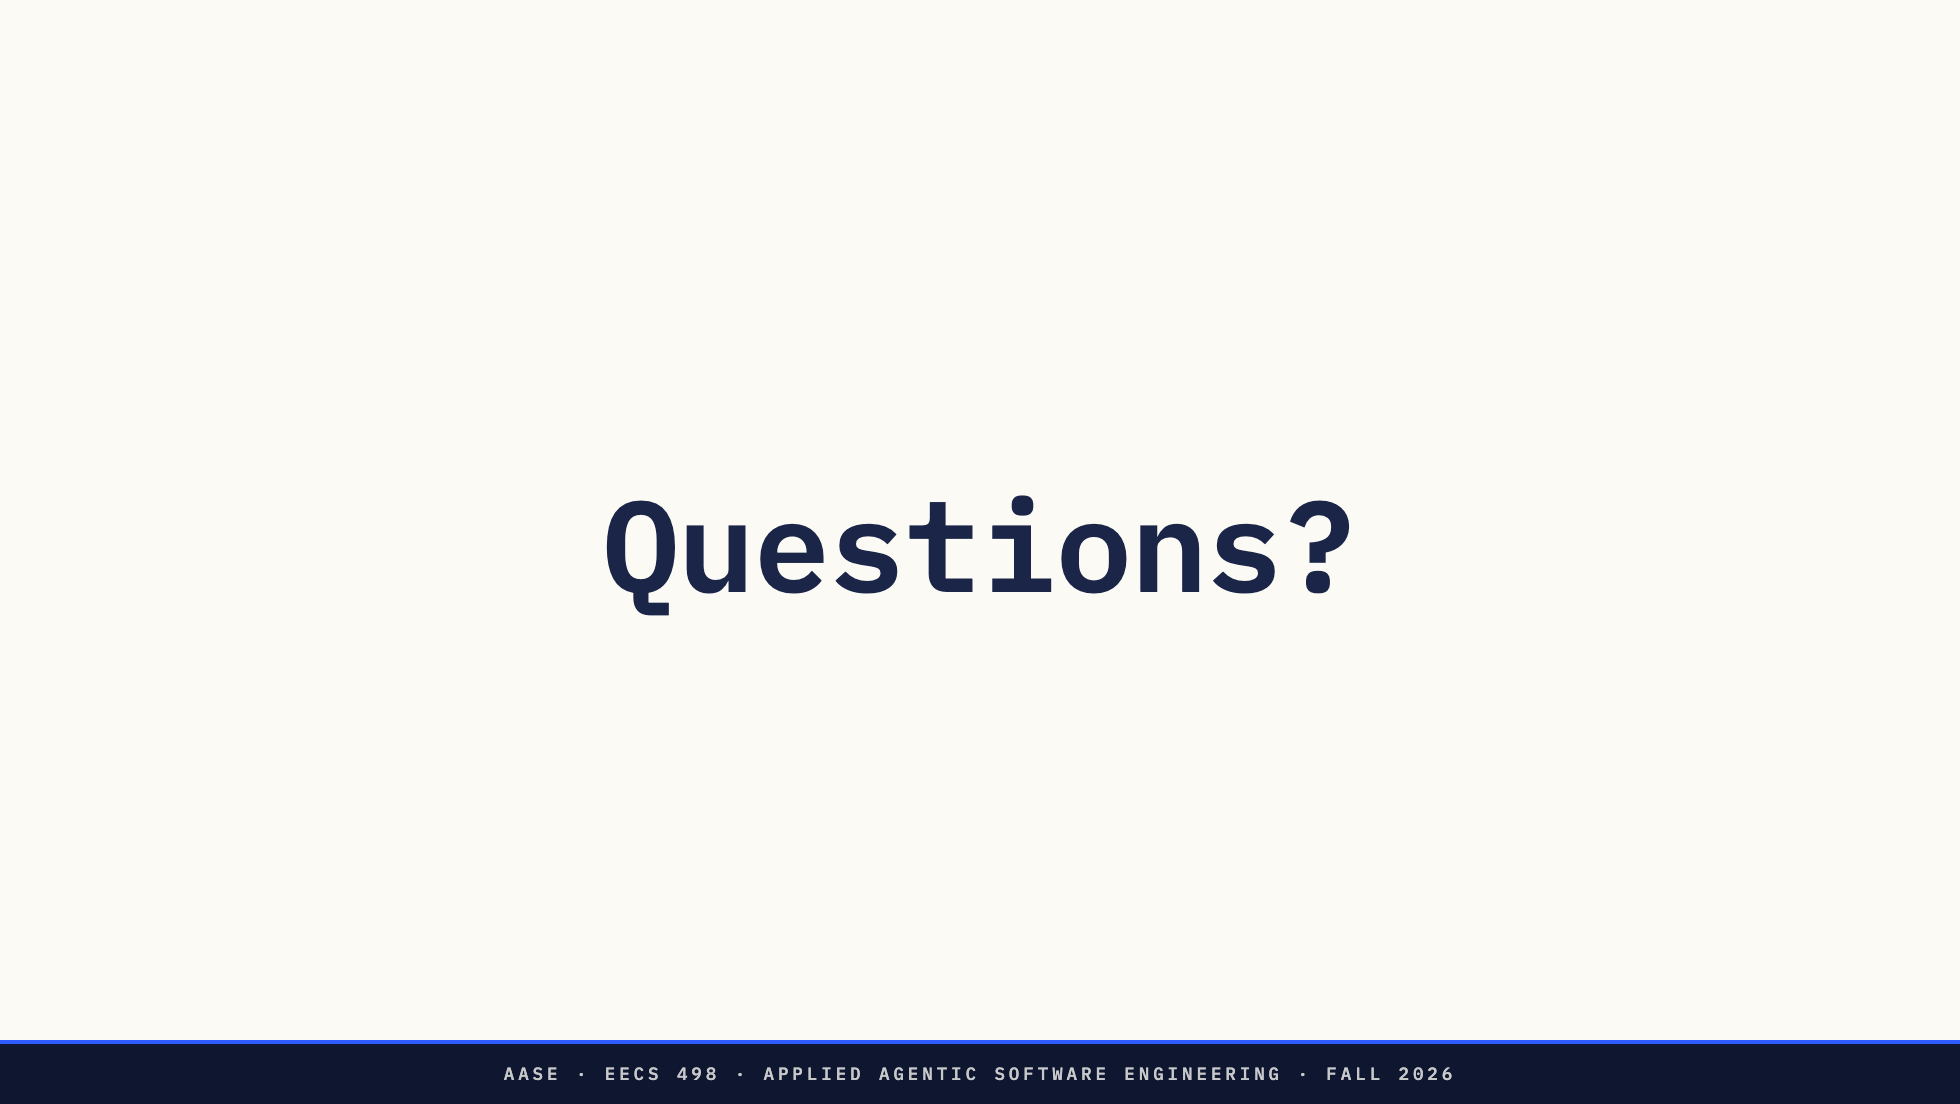 Questions?
AASE · EECS 498 · APPLIED AGENTIC SOFTWARE ENGINEERING · FALL 2026